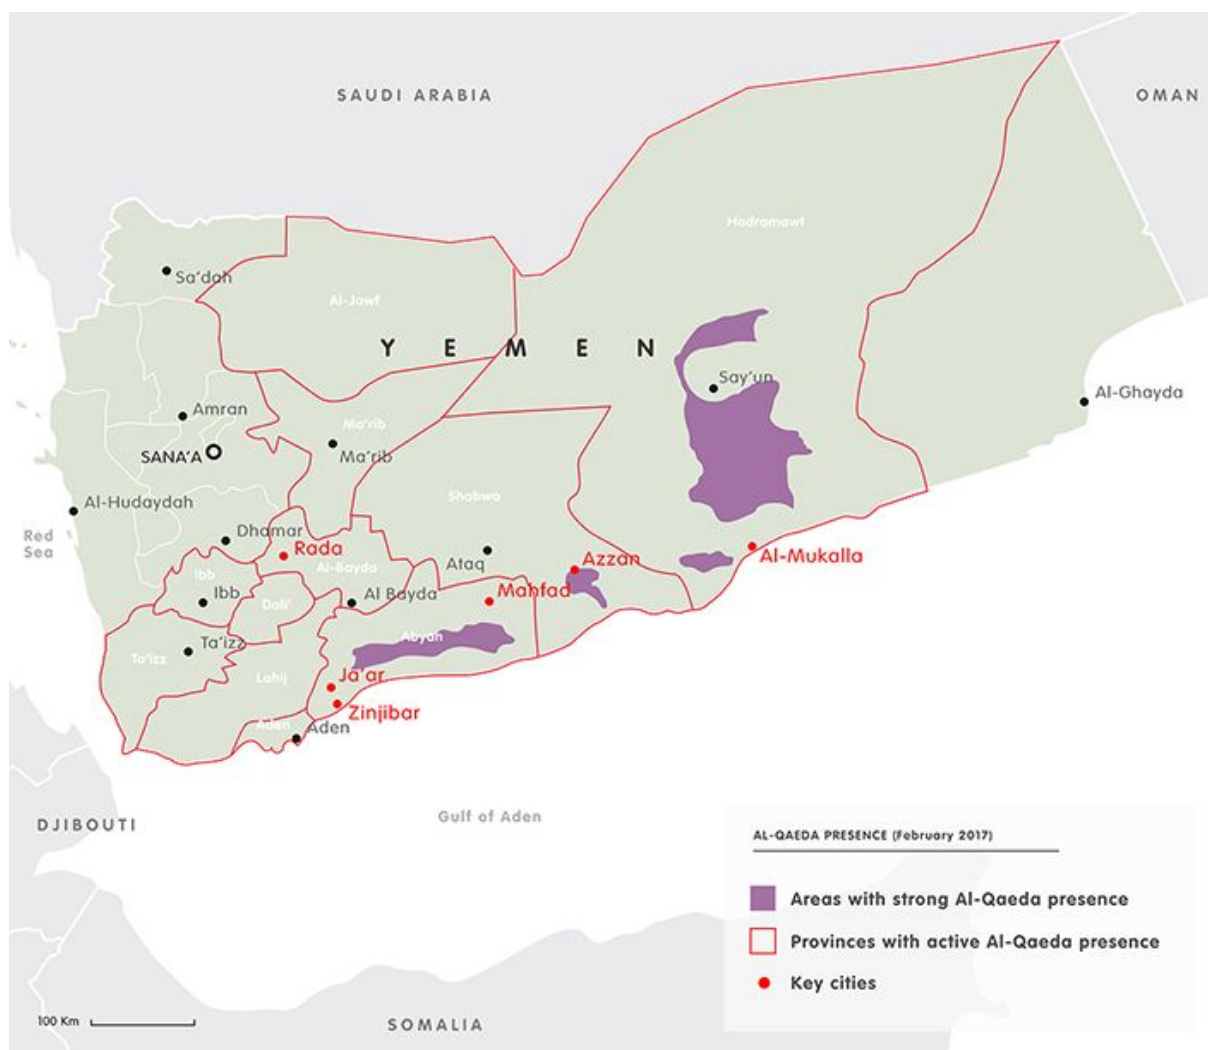 SAUDI ARABIA
OMAN
Hadramawt
Sa'dah
Al-Jawf
YEMEN
Say'un
Al-Ghayda
Amran
Ma'rib
Ma'rib
SANA'A
Shabwa
Al-Hudaydah
Red
Sea
Dhamar
Rada
Al-Bayda
Ataq
Azzan
Al-Mukalla
Ibb
Ibb
Dali'
Al Bayda
Mahfad
Abyan
Ta'izz
Ta'izz
Lahij
Ja'ar
Zinjibar
Aden
Aden
Gulf of Aden
DJIBOUTI
AL-QAEDA PRESENCE (February 2017)
Areas with strong Al-Qaeda presence
Provinces with active Al-Qaeda presence
Key cities
100 Km
SOMALIA